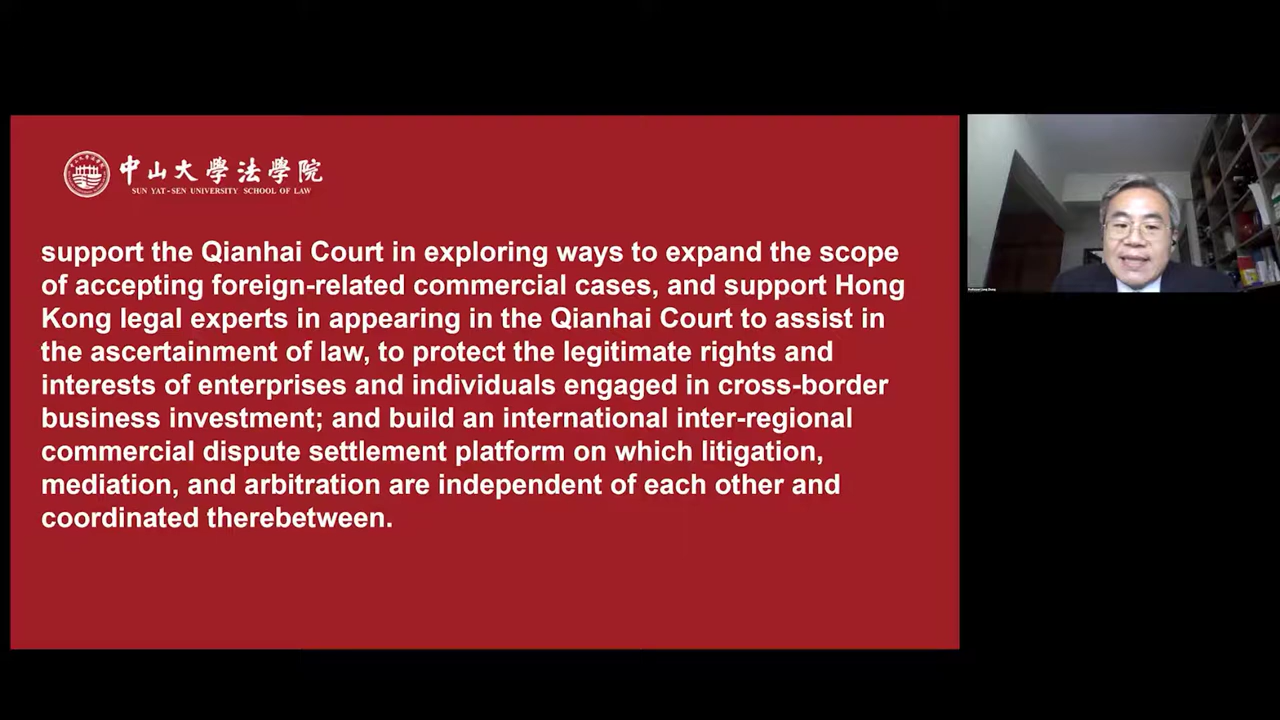 中山大學法學院
SUN YAT-SEN UNIVERSITY SCHOOL OF LAW
support the Qianhai Court in exploring ways to expand the scope
of accepting foreign-related commercial cases, and support Hong
Kong legal experts in appearing in the Qianhai Court to assist in
the ascertainment of law, to protect the legitimate rights and
interests of enterprises and individuals engaged in cross-border
business investment; and build an international inter-regional
commercial dispute settlement platform on which litigation,
mediation, and arbitration are independent of each other and
coordinated therebetween.